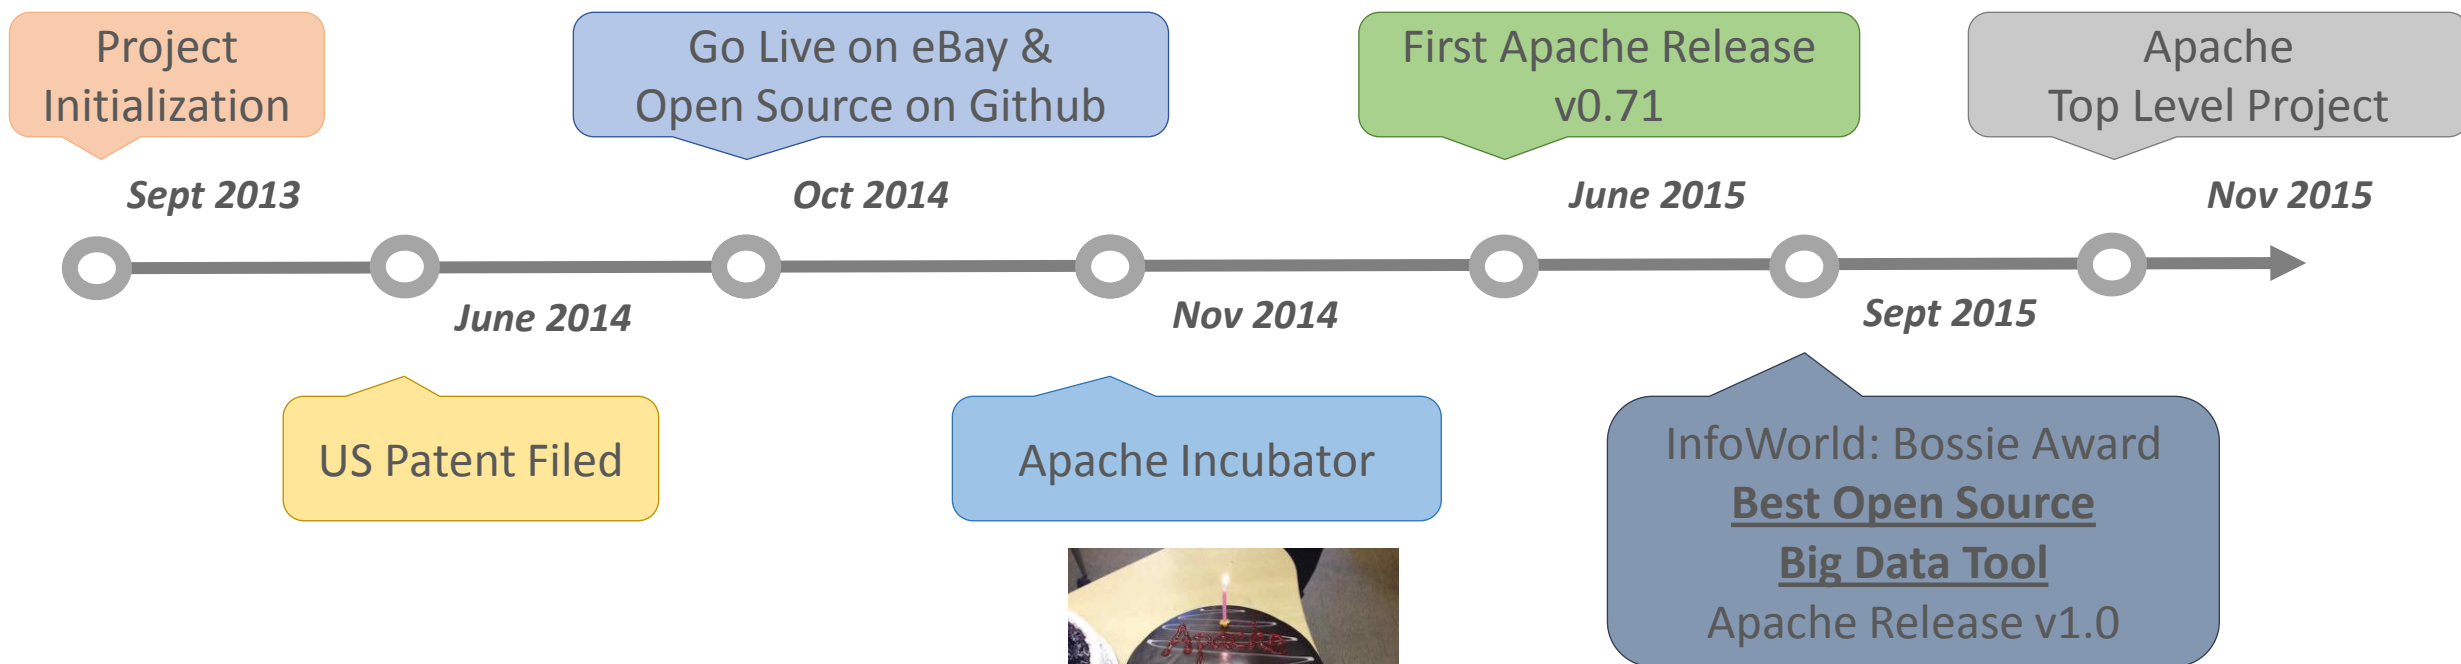 Project
Initialization
Go Live on eBay &
Open Source on Github
First Apache Release
v0.71
Apache
Top Level Project
Sept 2013
Oct 2014
June 2015
Nov 2015
June 2014
Nov 2014
Sept 2015
US Patent Filed
Apache Incubator
InfoWorld: Bossie Award
Best Open Source
Big Data Tool
Apache Release v1.0
Apache